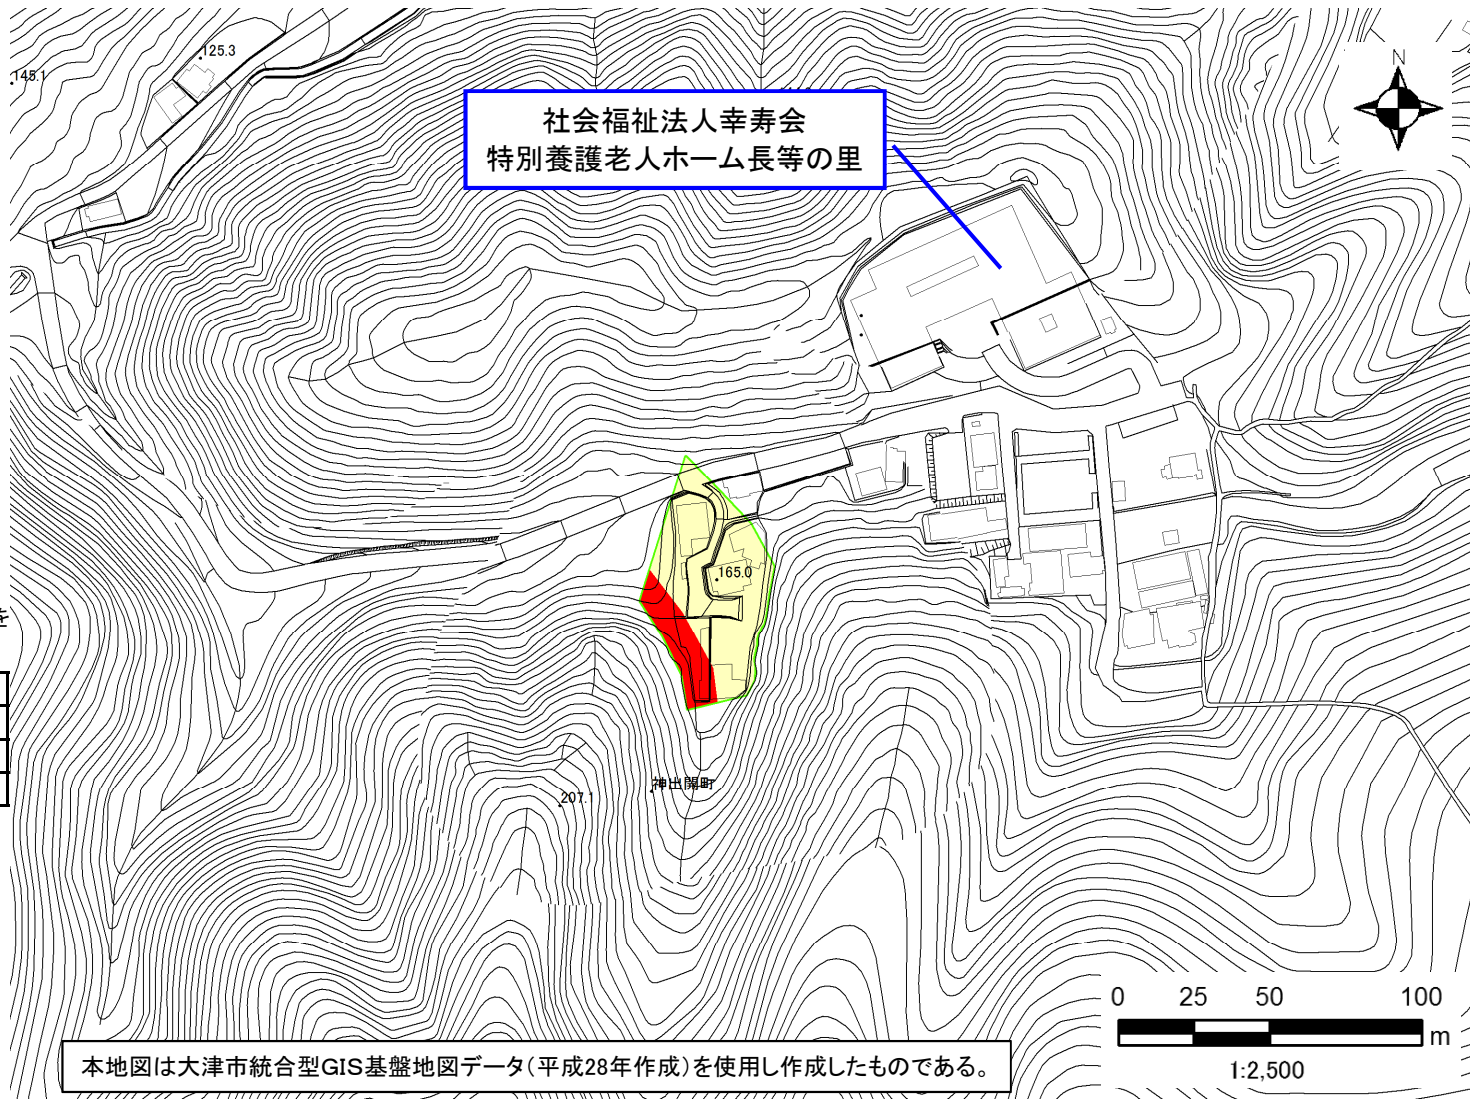 125.3
145.1
N
社会福祉法人幸寿会
特別養護老人ホーム長等の里
165.0
を
神出開町
207.1
0 25 50 100
m
1:2,500
本地図は大津市統合型GIS基盤地図データ（平成28年作成）を使用し作成したものである。